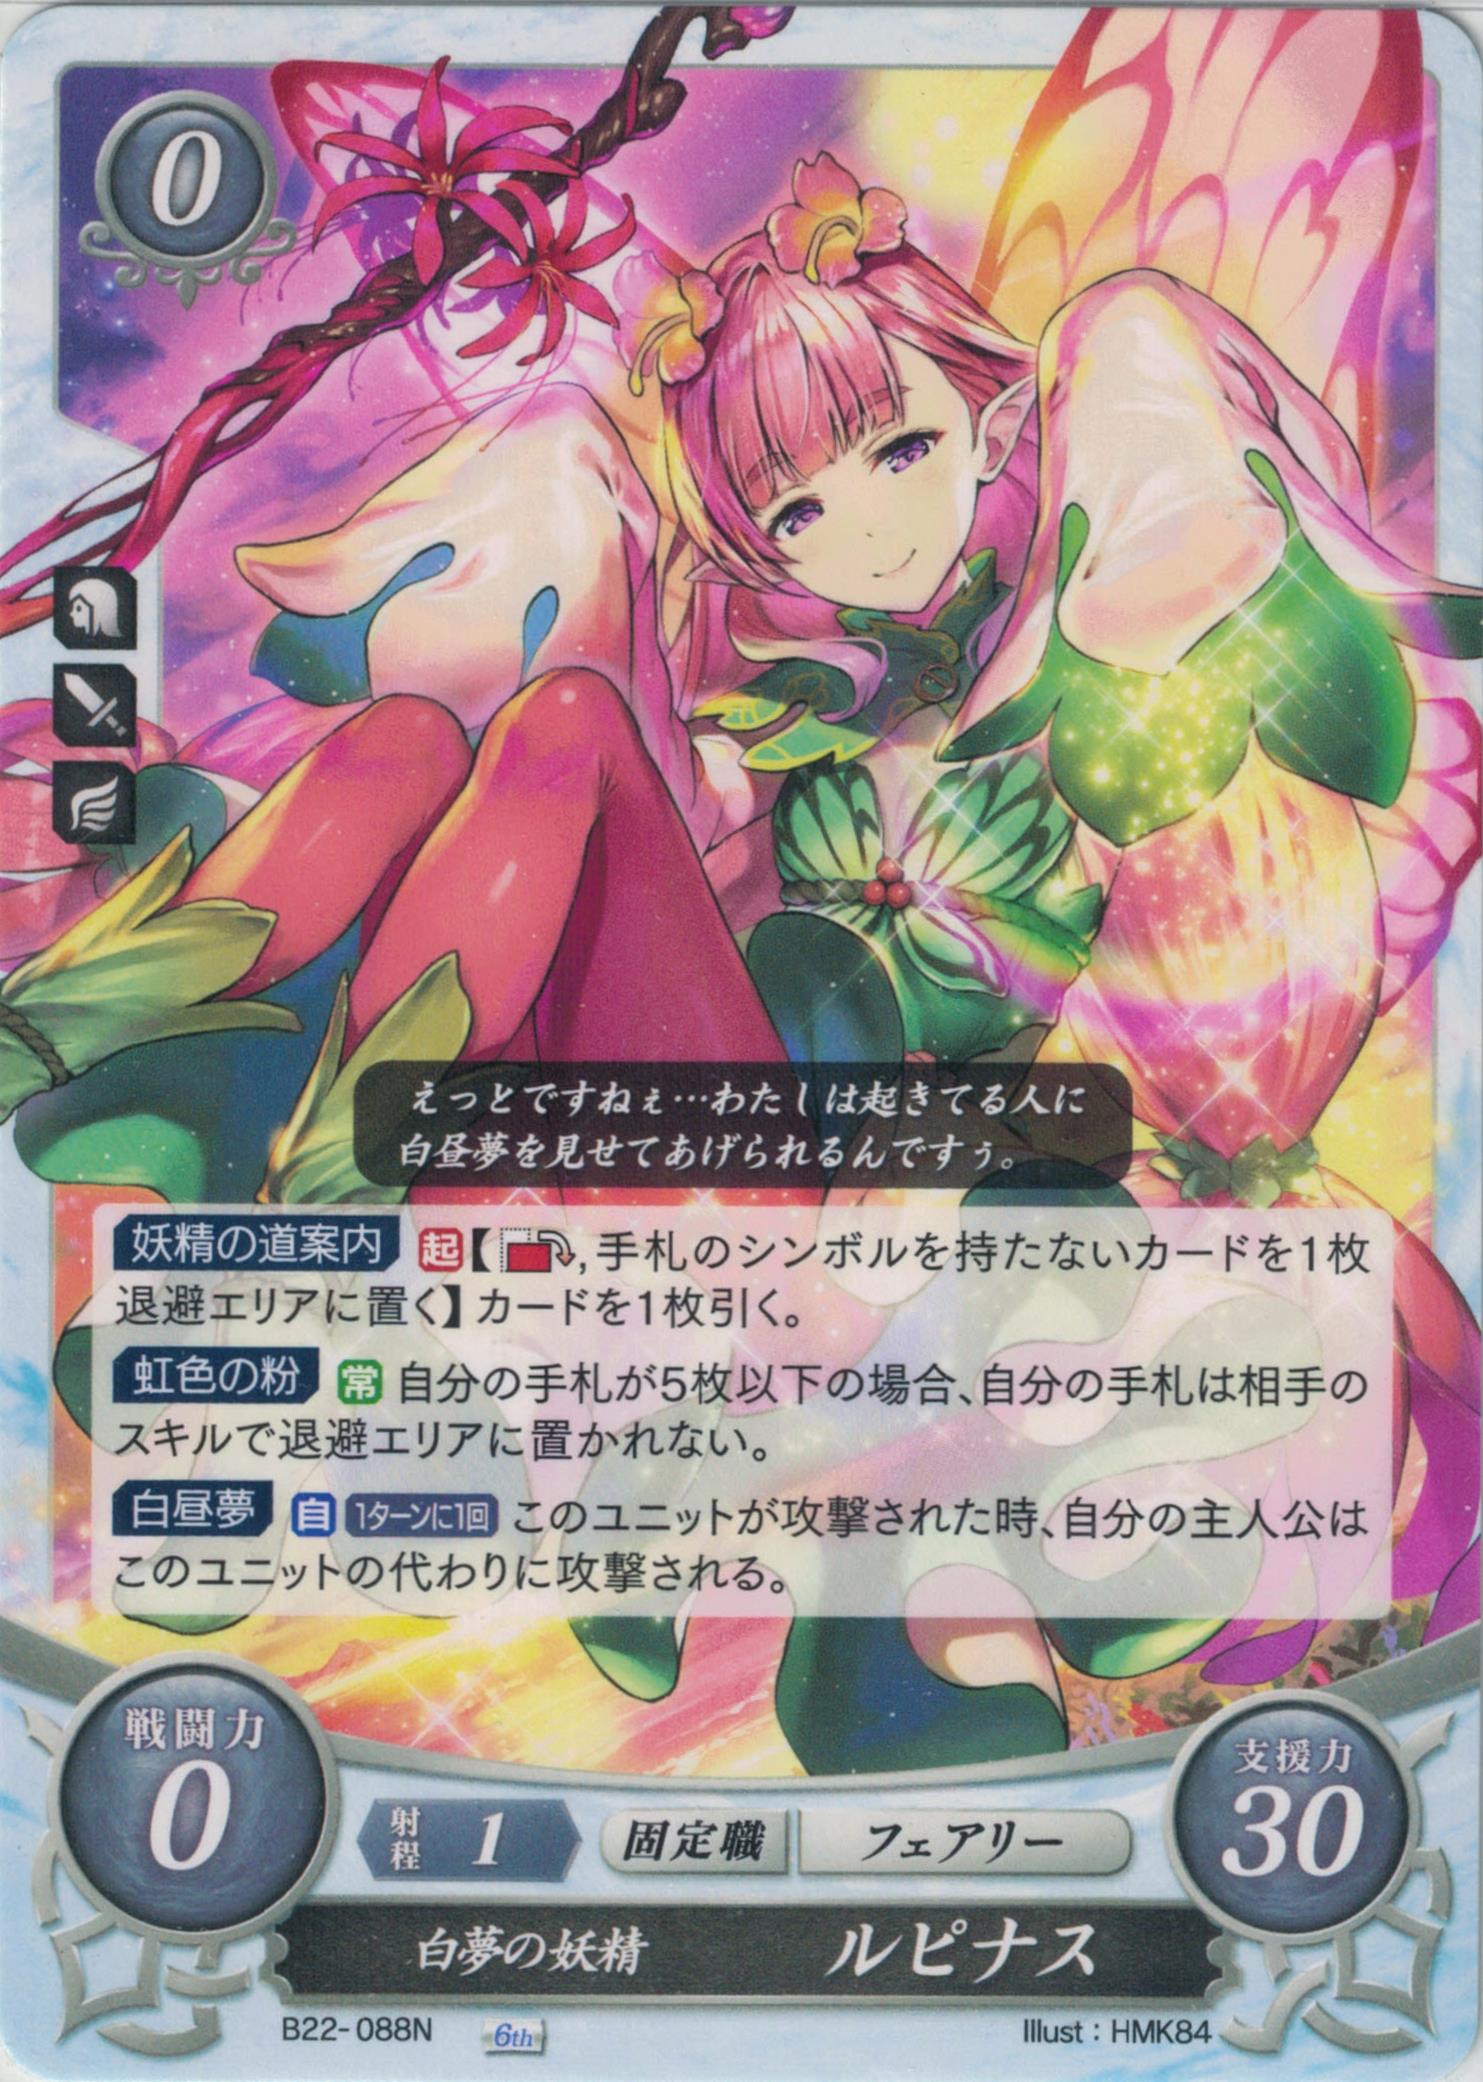 0
えっとですねぇ…わたしは起きてる人に
白昼夢を見せてあげられるんですぅ。
妖精の道案内 起【 ,手札のシンボルを持たないカードを1枚
退避エリアに置く】カードを1枚引く。
虹色の粉 常 自分の手札が5枚以下の場合、自分の手札は相手の
スキルで退避エリアに置かれない。
白昼夢 自 1ターンに1回 このユニットが攻撃された時、自分の主人公は
このユニットの代わりに攻撃される。
戦闘力
0
射程 1
固定職 フェアリー
支援力
30
白夢の妖精 ルピナス
B22-088N 6th Illust：HMK84